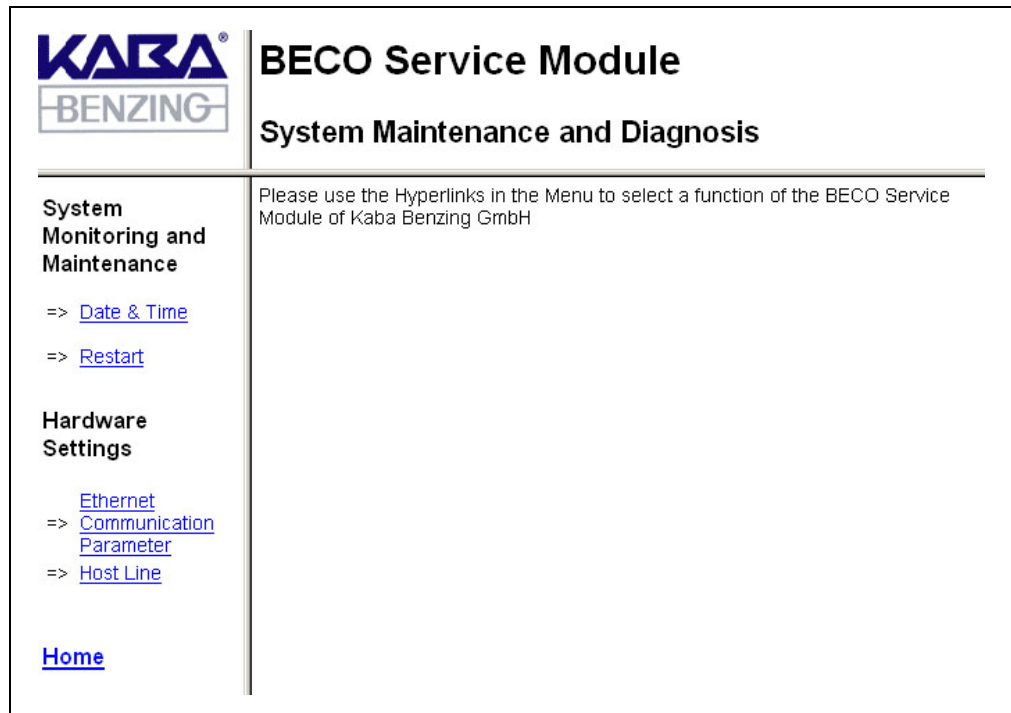 KABA®
BENZING
BECO Service Module
System Maintenance and Diagnosis
System
Monitoring and
Maintenance
=> Date & Time
=> Restart
Hardware
Settings
Ethernet
=> Communication
Parameter
=> Host Line
Home
Please use the Hyperlinks in the Menu to select a function of the BECO Service
Module of Kaba Benzing GmbH